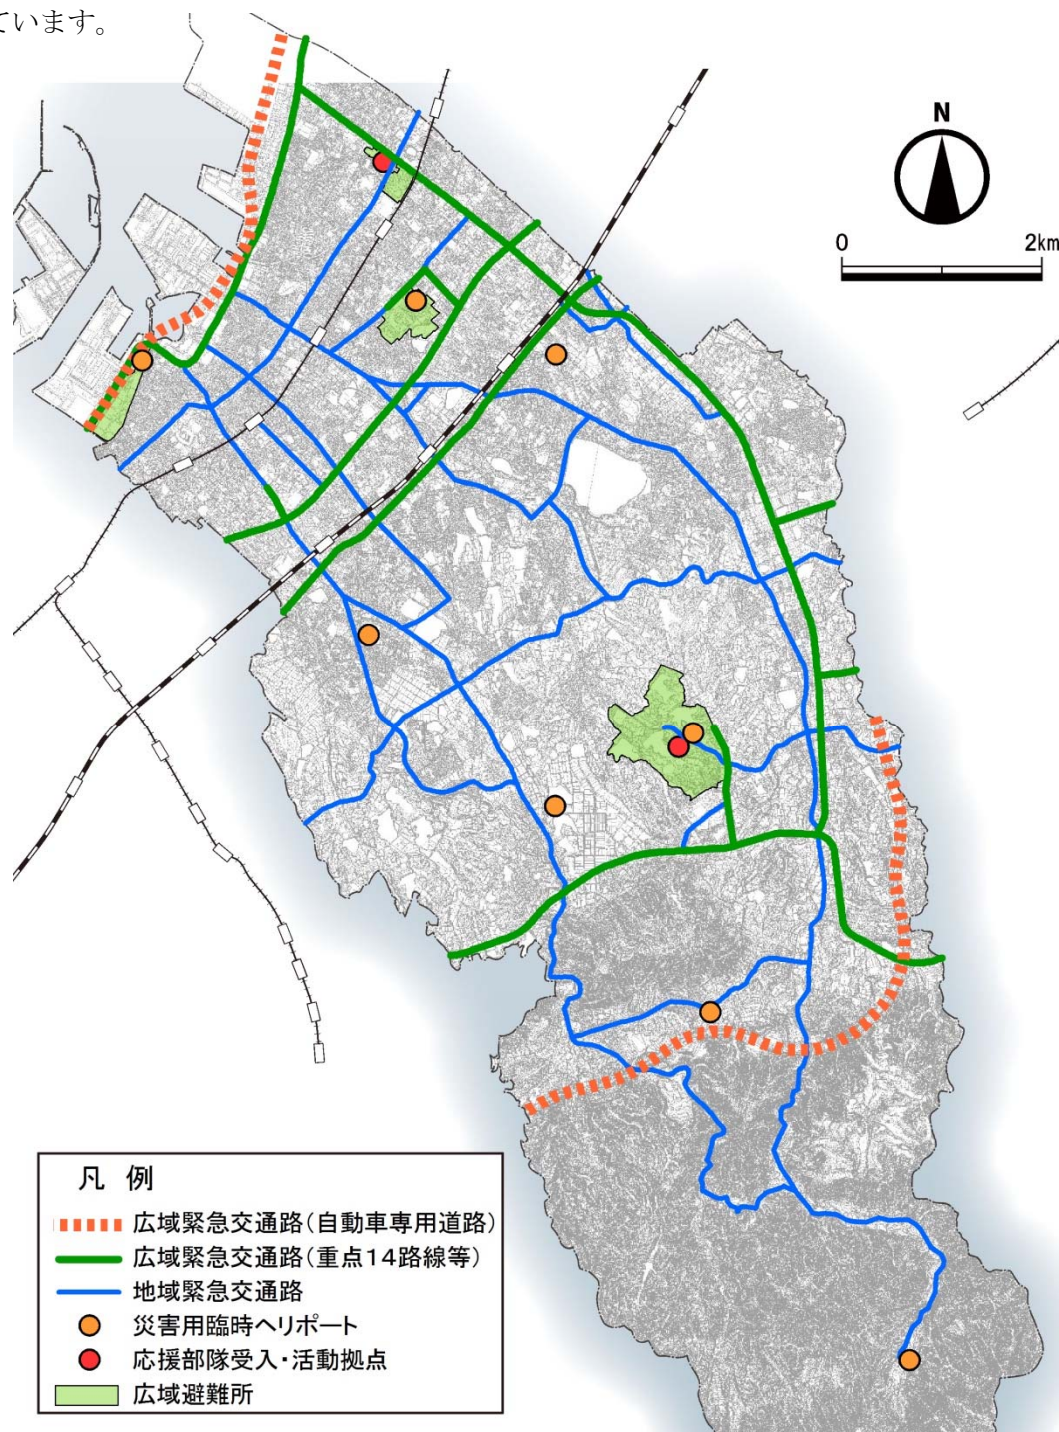 ています。
N
0 2km
凡 例
広域緊急交通路(自動車専用道路)
広域緊急交通路(重点14路線等)
地域緊急交通路
災害用臨時ヘリポート
応援部隊受入・活動拠点
広域避難所